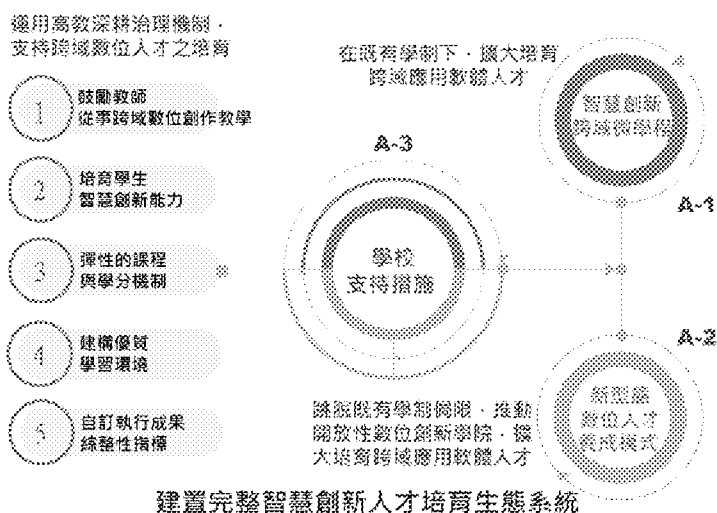 運用高教深耕治理機制，
支持跨域數位人才之培育
1
鼓勵教師
從事跨域數位創作教學
2
培育學生
智慧創新能力
3
彈性的課程
與學分機制
4
建構優質
學習環境
5
自訂執行成果
綜整性指標
A-3
學校
支持措施
在既有學制下，擴大培育
跨域應用軟體人才
智慧創新
跨域微學程
A-1
A-2
新型態
數位人才
養成模式
跳脫既有學制侷限，推動
開放性數位創新學院，擴
大培育跨域應用軟體人才
建置完整智慧創新人才培育生態系統